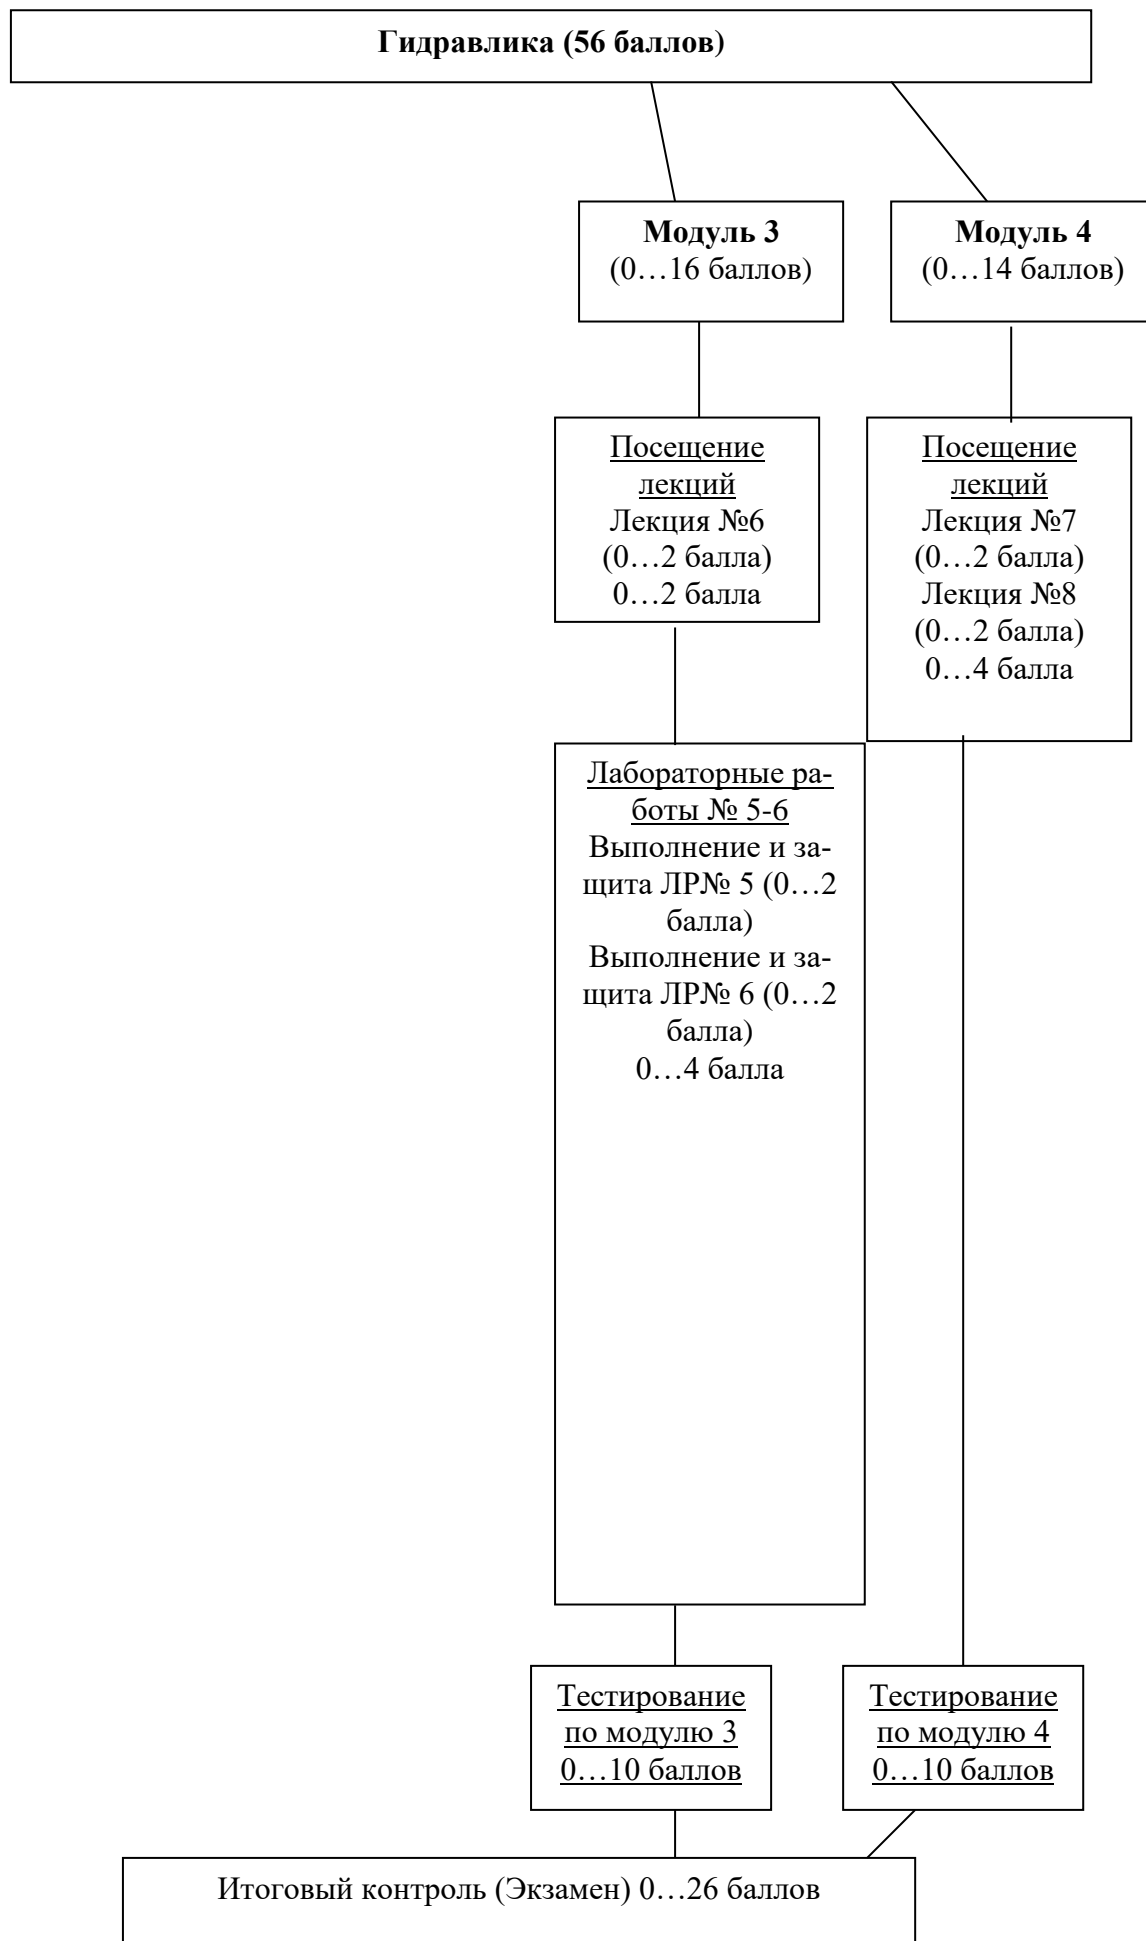 Гидравлика (56 баллов)
Модуль 3
(0…16 баллов)
Модуль 4
(0…14 баллов)
Посещение
лекций
Лекция №6
(0…2 балла)
0…2 балла
Посещение
лекций
Лекция №7
(0…2 балла)
Лекция №8
(0…2 балла)
0…4 балла
Лабораторные ра-
боты № 5-6
Выполнение и за-
щита ЛР№ 5 (0…2
балла)
Выполнение и за-
щита ЛР№ 6 (0…2
балла)
0…4 балла
Тестирование
по модулю 3
0…10 баллов
Тестирование
по модулю 4
0…10 баллов
Итоговый контроль (Экзамен) 0…26 баллов